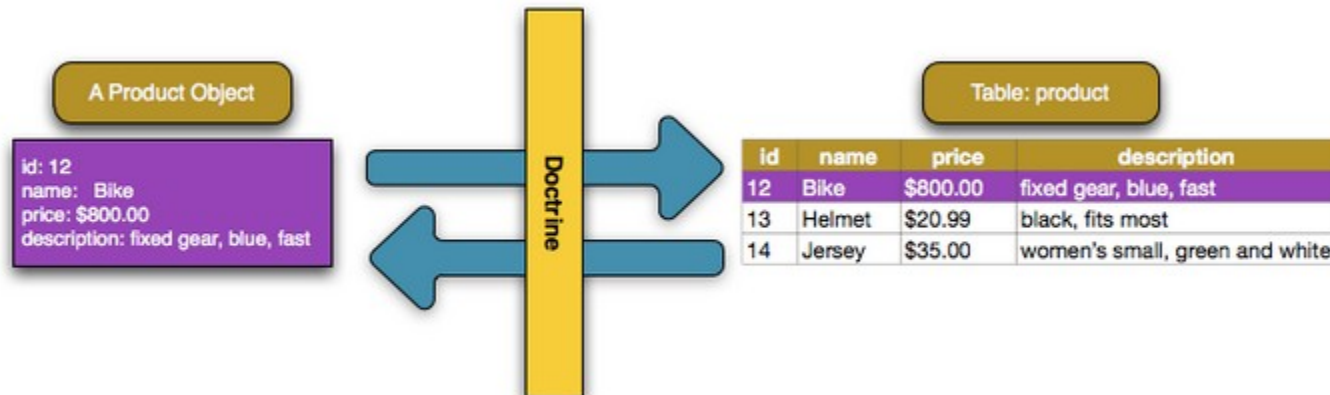 A Product Object
id: 12
name: Bike
price: $800.00
description: fixed gear, blue, fast
Doctrine
Table: product
id name price description
12 Bike $800.00 fixed gear, blue, fast
13 Helmet $20.99 black, fits most
14 Jersey $35.00 women's small, green and white